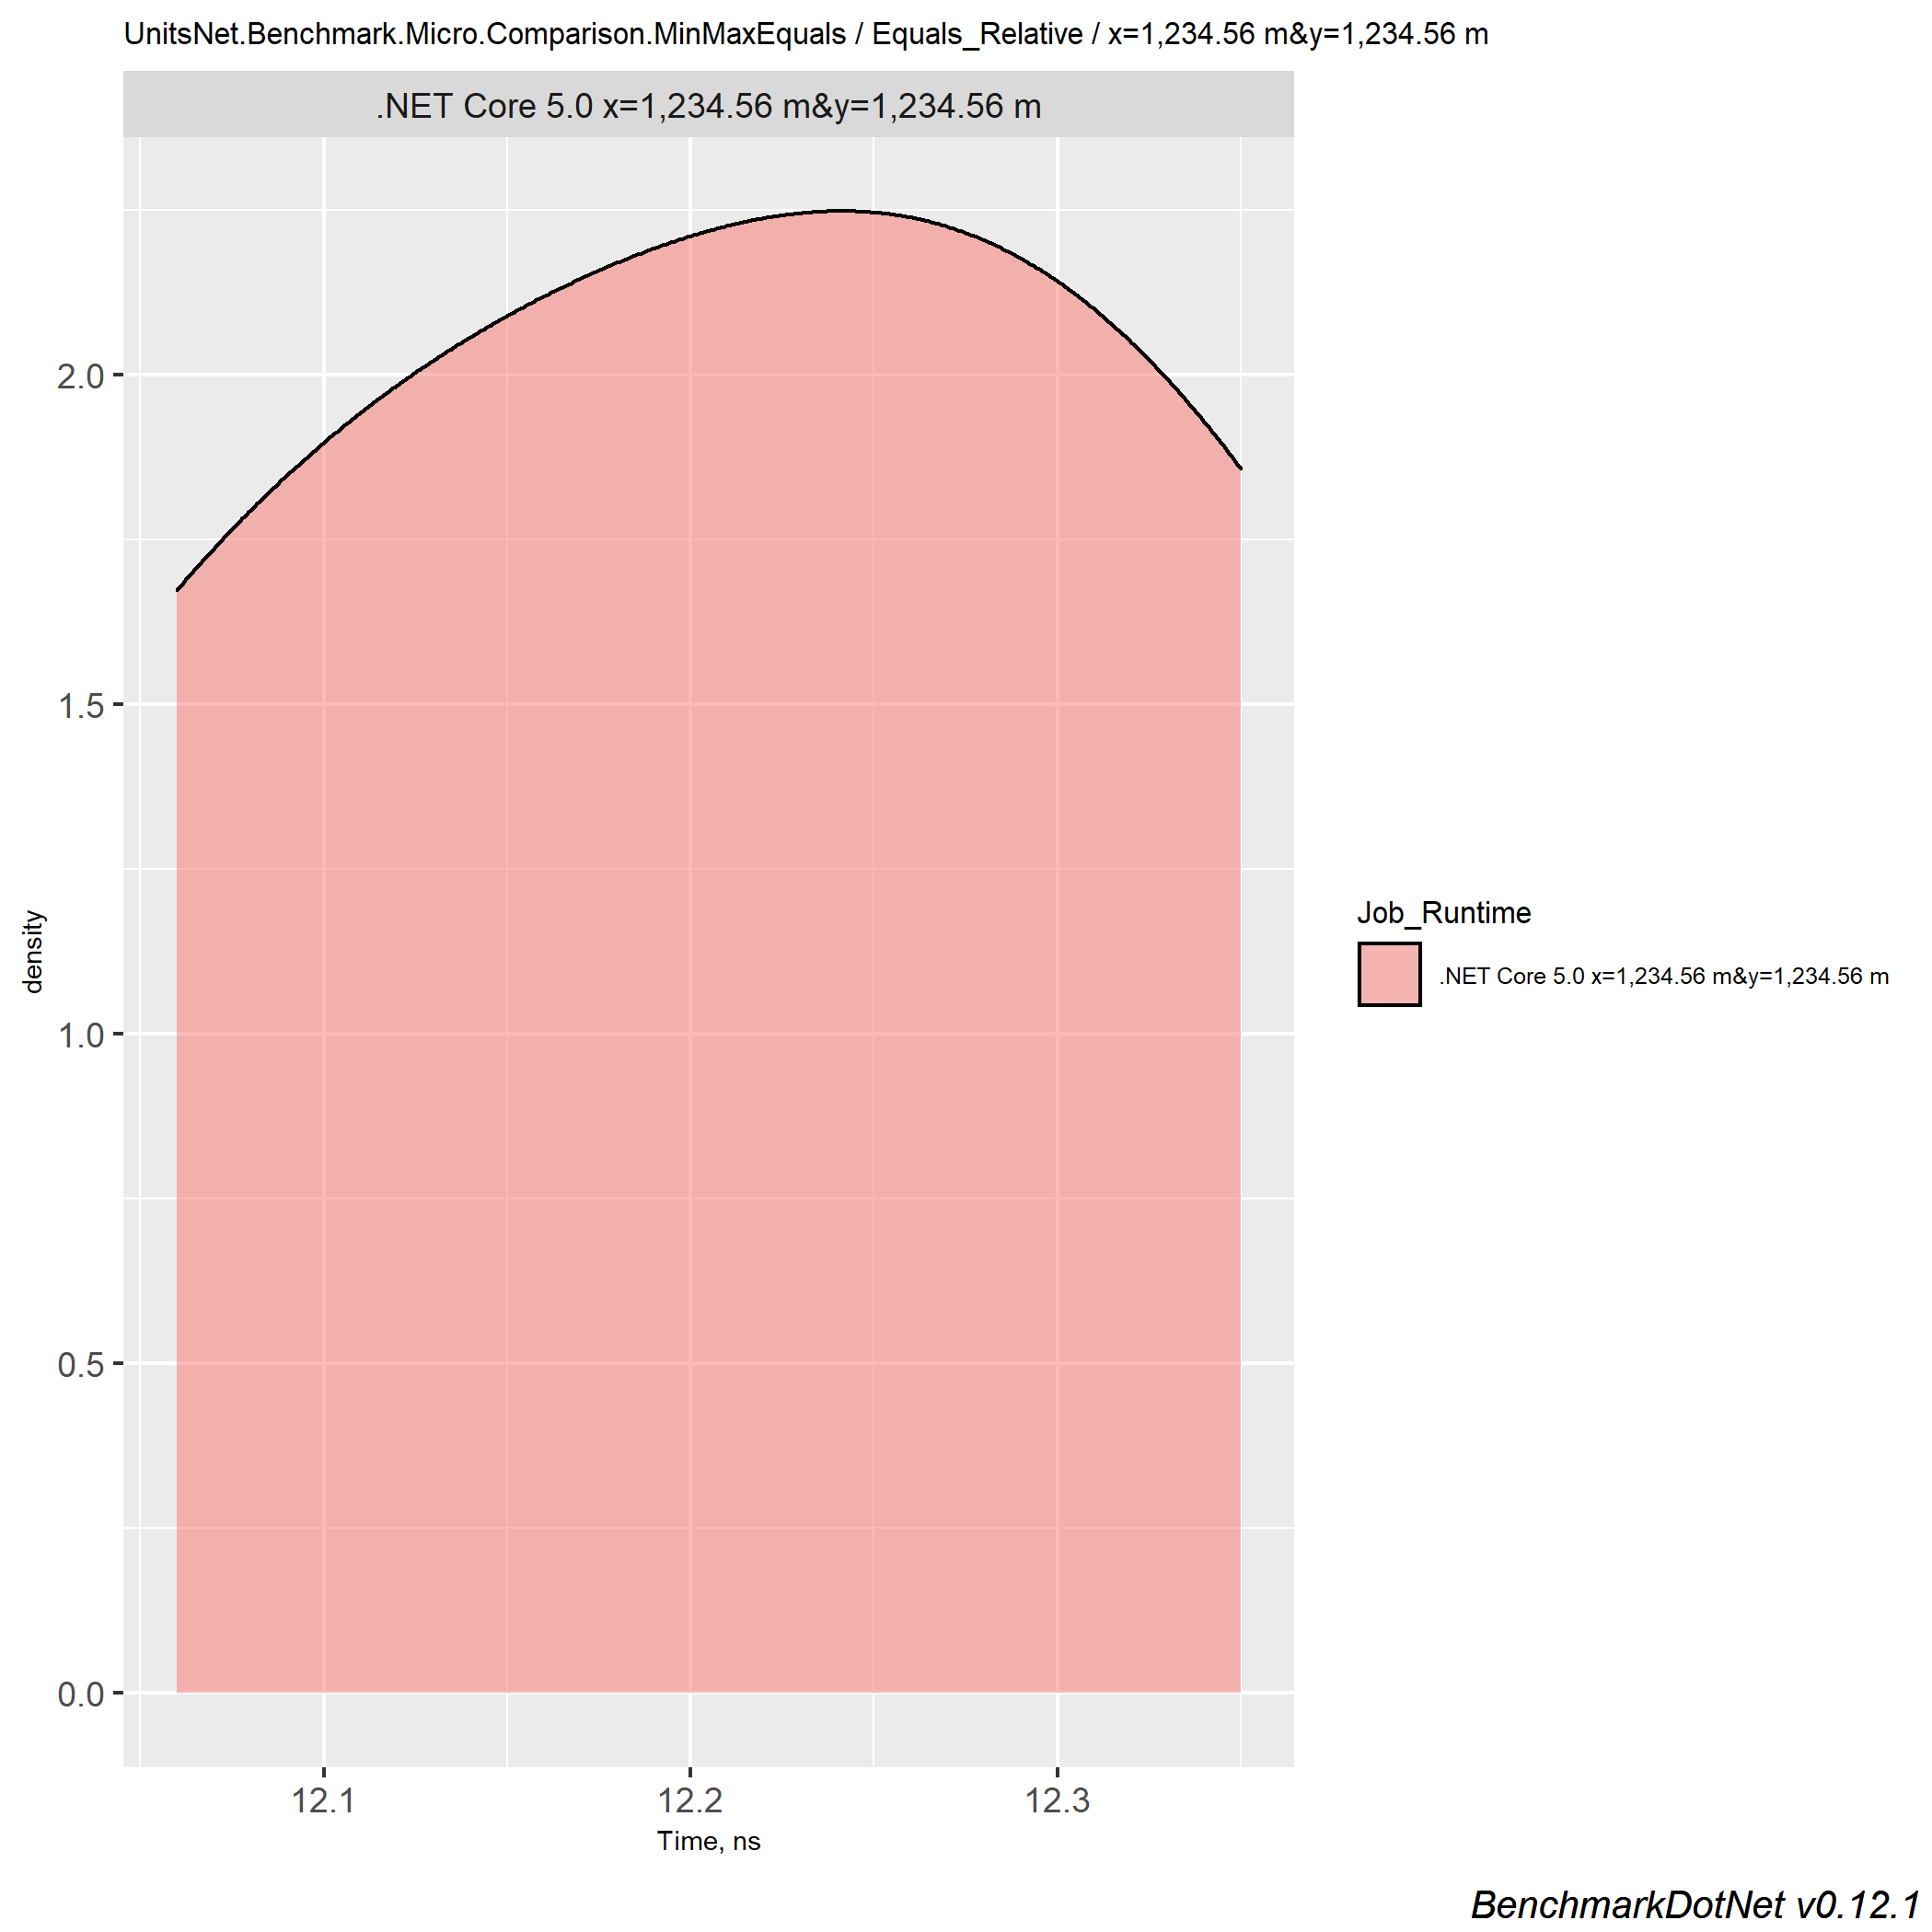 UnitsNet.Benchmark.Micro.Comparison.MinMaxEquals / Equals_Relative / x=1,234.56 m&y=1,234.56 m
.NET Core 5.0 x=1,234.56 m&y=1,234.56 m
2.0
1.5
1.0
0.5
0.0
density
12.1 12.2 12.3
Time, ns
Job_Runtime
.NET Core 5.0 x=1,234.56 m&y=1,234.56 m
BenchmarkDotNet v0.12.1